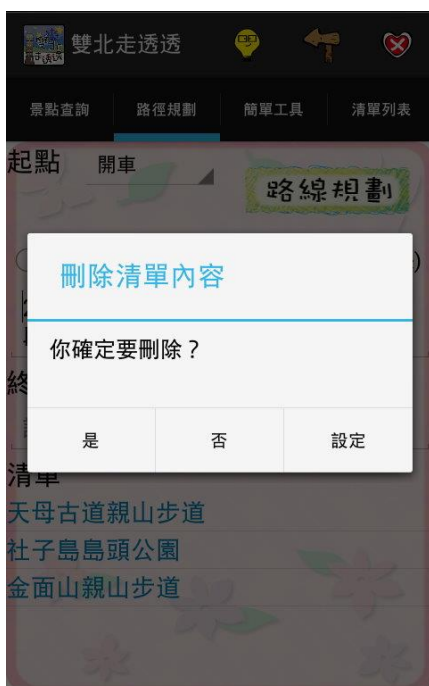 雙北走透透
景點查詢 路徑規劃 簡單工具 清單列表
起點 開車
路線規劃
刪除清單內容
你確定要刪除？
終
是 否 設定
清單
天母古道親山步道
社子島島頭公園
金面山親山步道